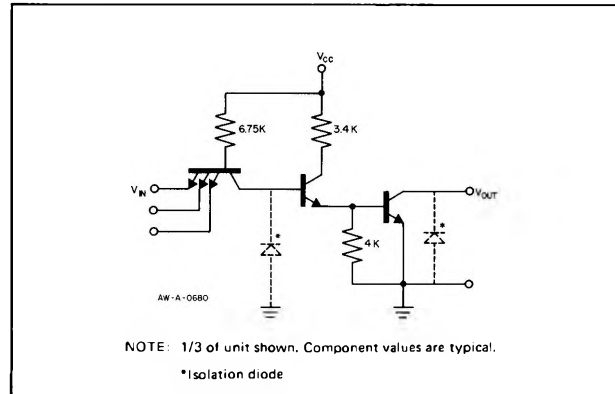 VCC
6.75K
3.4K
VIN
*
*
VOUT
4K
AW-A-0680
NOTE: 1/3 of unit shown. Component values are typical.
*Isolation diode